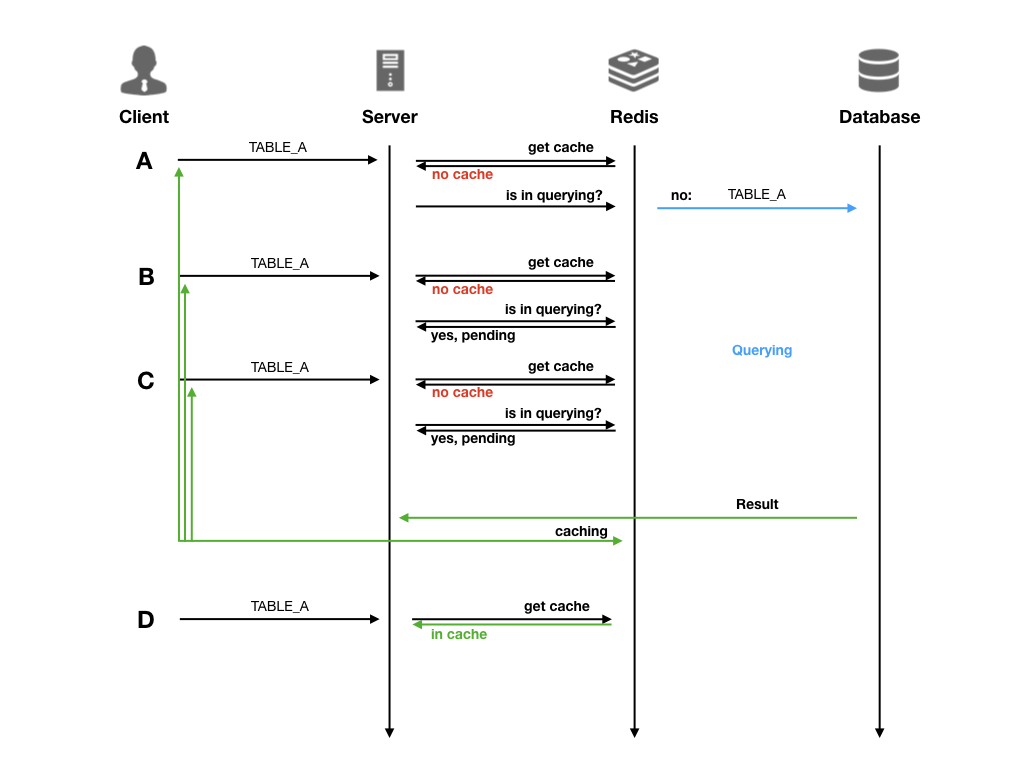 Client
Server
Redis
Database
A
TABLE_A
get cache
no cache
is in querying?
no:
TABLE_A
B
TABLE_A
get cache
no cache
is in querying?
yes, pending
Querying
C
TABLE_A
get cache
no cache
is in querying?
yes, pending
Result
caching
D
TABLE_A
get cache
in cache